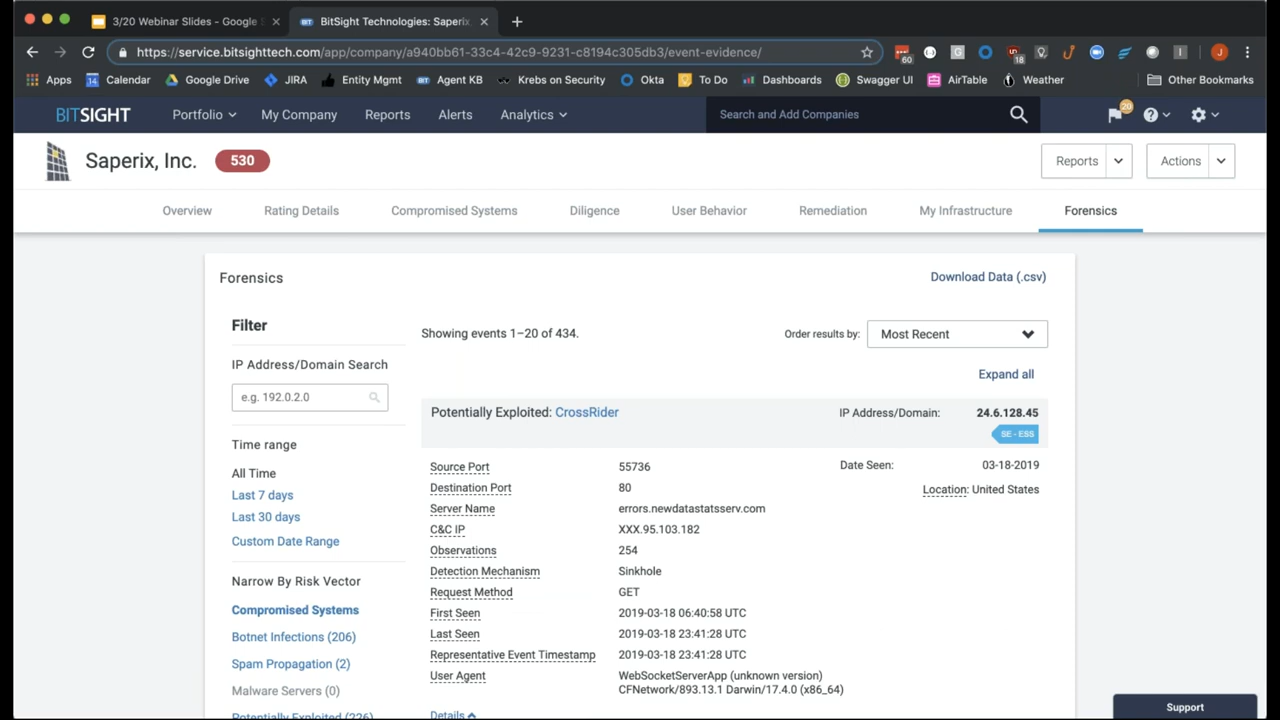 3/20 Webinar Slides - Google S
BitSight Technologies: Saperix,
https://service.bitsighttech.com/app/company/a940bb61-33c4-42c9-9231-c8194c305db3/event-evidence/
60
18
J
Apps
14 Calendar
Google Drive
JIRA
Entity Mgmt
BIT Agent KB
Krebs on Security
Okta
To Do
Dashboards
Swagger UI
AirTable
Weather
Other Bookmarks
BITSIGHT
Portfolio
My Company
Reports
Alerts
Analytics
Search and Add Companies
20
Saperix, Inc.
530
Reports
Actions
Overview
Rating Details
Compromised Systems
Diligence
User Behavior
Remediation
My Infrastructure
Forensics
Forensics
Download Data (.csv)
Filter
IP Address/Domain Search
e.g. 192.0.2.0
Time range
All Time
Last 7 days
Last 30 days
Custom Date Range
Narrow By Risk Vector
Compromised Systems
Botnet Infections (206)
Spam Propagation (2)
Malware Servers (0)
Potentially Exploited (226)
Showing events 1–20 of 434.
Order results by:
Most Recent
Expand all
Potentially Exploited: CrossRider
IP Address/Domain: 24.6.128.45
SE - ESS
Date Seen: 03-18-2019
Location: United States
Source Port 55736
Destination Port 80
Server Name errors.newdatastatsserv.com
C&C IP XXX.95.103.182
Observations 254
Detection Mechanism Sinkhole
Request Method GET
First Seen 2019-03-18 06:40:58 UTC
Last Seen 2019-03-18 23:41:28 UTC
Representative Event Timestamp 2019-03-18 23:41:28 UTC
User Agent WebSocketServerApp (unknown version)
CFNetwork/893.13.1 Darwin/17.4.0 (x86_64)
Details
Support